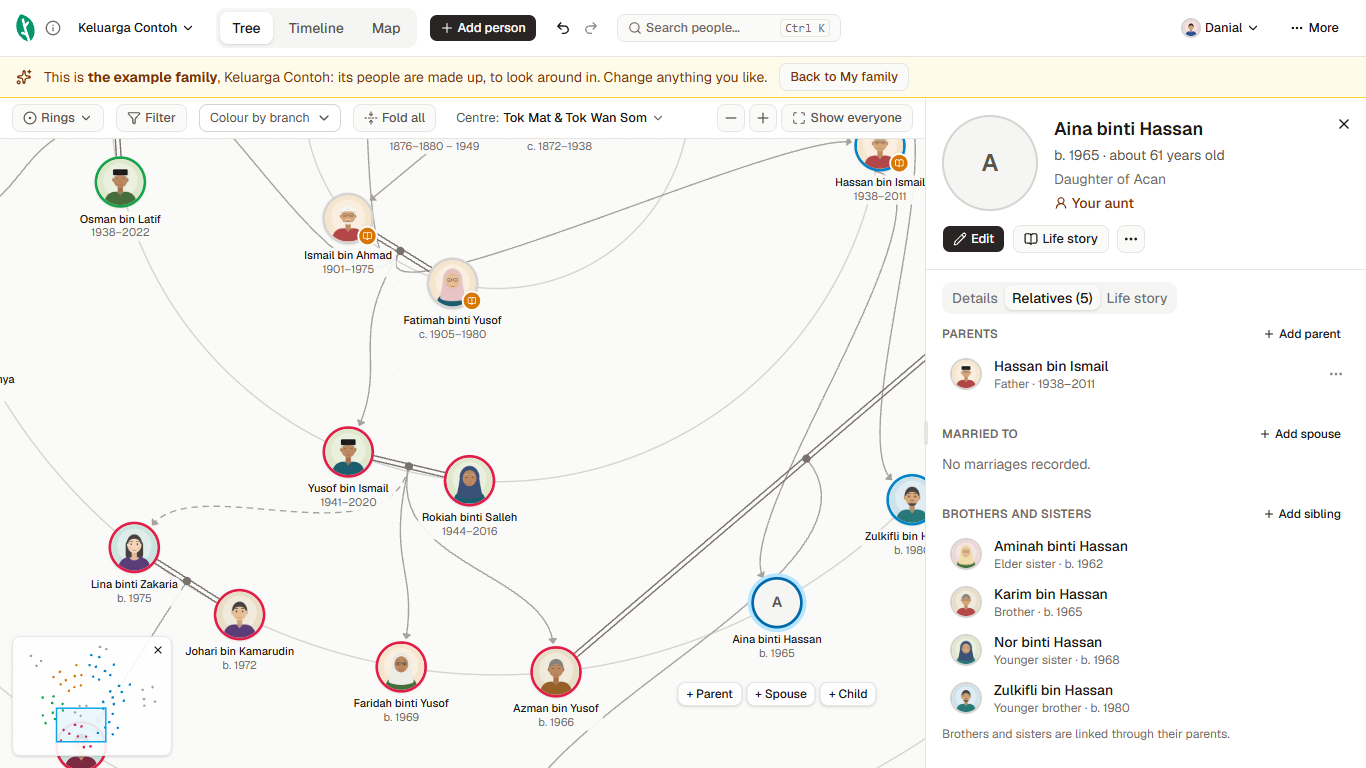 Keluarga Contoh
Tree
Timeline
Map
+ Add person
Search people...
Ctrl K
Danial
··· More
This is the example family, Keluarga Contoh: its people are made up, to look around in. Change anything you like.
Back to My family
Rings
Filter
Colour by branch
Fold all
Centre: Tok Mat & Tok Wan Som
Show everyone
1876–1880 – 1949
c. 1872–1938
Osman bin Latif
1938–2022
Ismail bin Ahmad
1901–1975
Fatimah binti Yusof
c. 1905–1980
Hassan bin Ismail
1938–2011
nya
Yusof bin Ismail
1941–2020
Rokiah binti Salleh
1944–2016
Zulkifli bin H
b. 1980
Lina binti Zakaria
b. 1975
Johari bin Kamarudin
b. 1972
Faridah binti Yusof
b. 1969
Azman bin Yusof
b. 1966
A
Aina binti Hassan
b. 1965
+ Parent
+ Spouse
+ Child
A
Aina binti Hassan
b. 1965 · about 61 years old
Daughter of Acan
Your aunt
Edit
Life story
Details
Relatives (5)
Life story
PARENTS
+ Add parent
Hassan bin Ismail
Father · 1938–2011
MARRIED TO
+ Add spouse
No marriages recorded.
BROTHERS AND SISTERS
+ Add sibling
Aminah binti Hassan
Elder sister · b. 1962
Karim bin Hassan
Brother · b. 1965
Nor binti Hassan
Younger sister · b. 1968
Zulkifli bin Hassan
Younger brother · b. 1980
Brothers and sisters are linked through their parents.